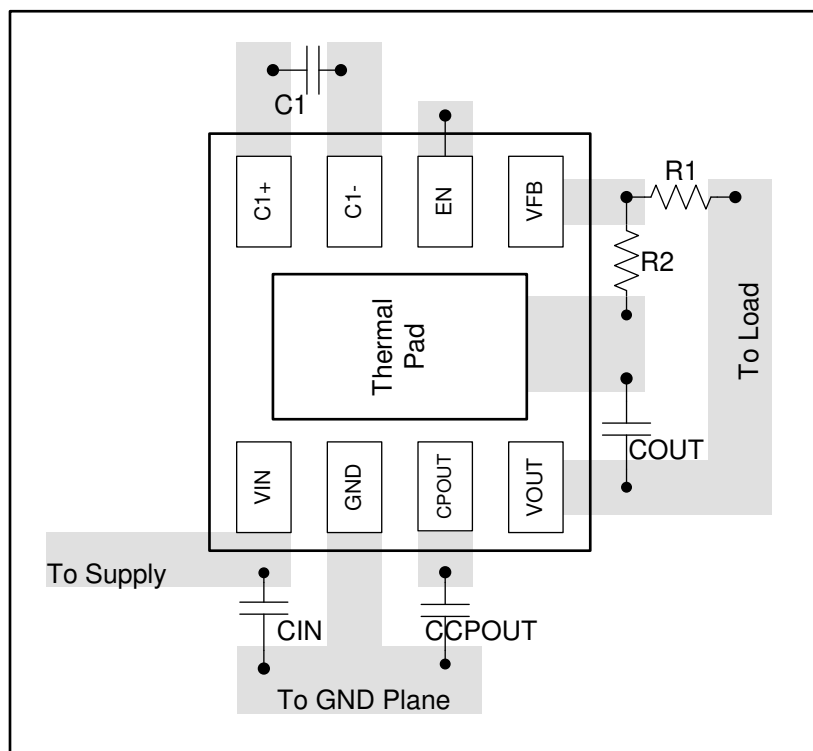 C1
C1+
C1-
EN
VFB
R1
R2
Thermal
Pad
To Load
COUT
VIN
GND
CPOUT
VOUT
To Supply
CIN
CCPOUT
To GND Plane